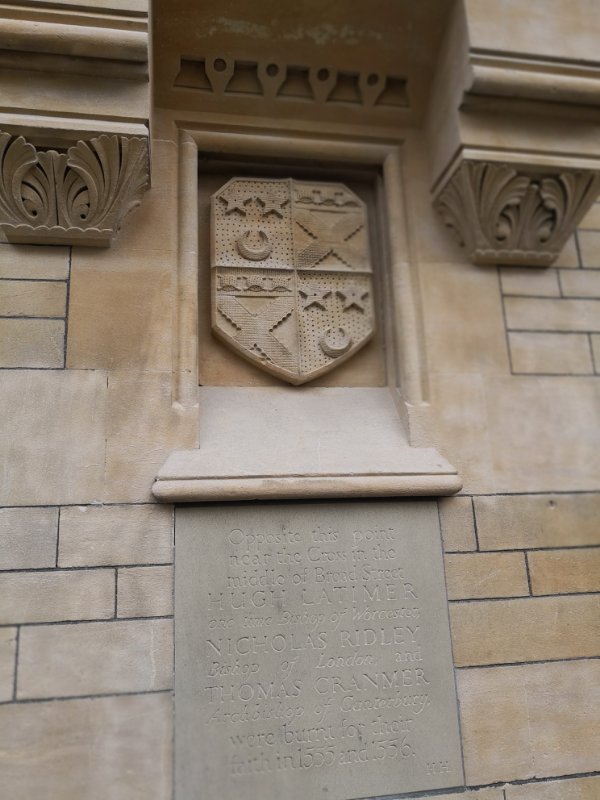 Opposite this point
near the Cross in the
middle of Broad Street
HUGH LATIMER
one time Bishop of Worcester,
NICHOLAS RIDLEY
Bishop of London, and
THOMAS CRANMER
Archbishop of Canterbury,
were burnt for their
faith in 1555 and 1556.